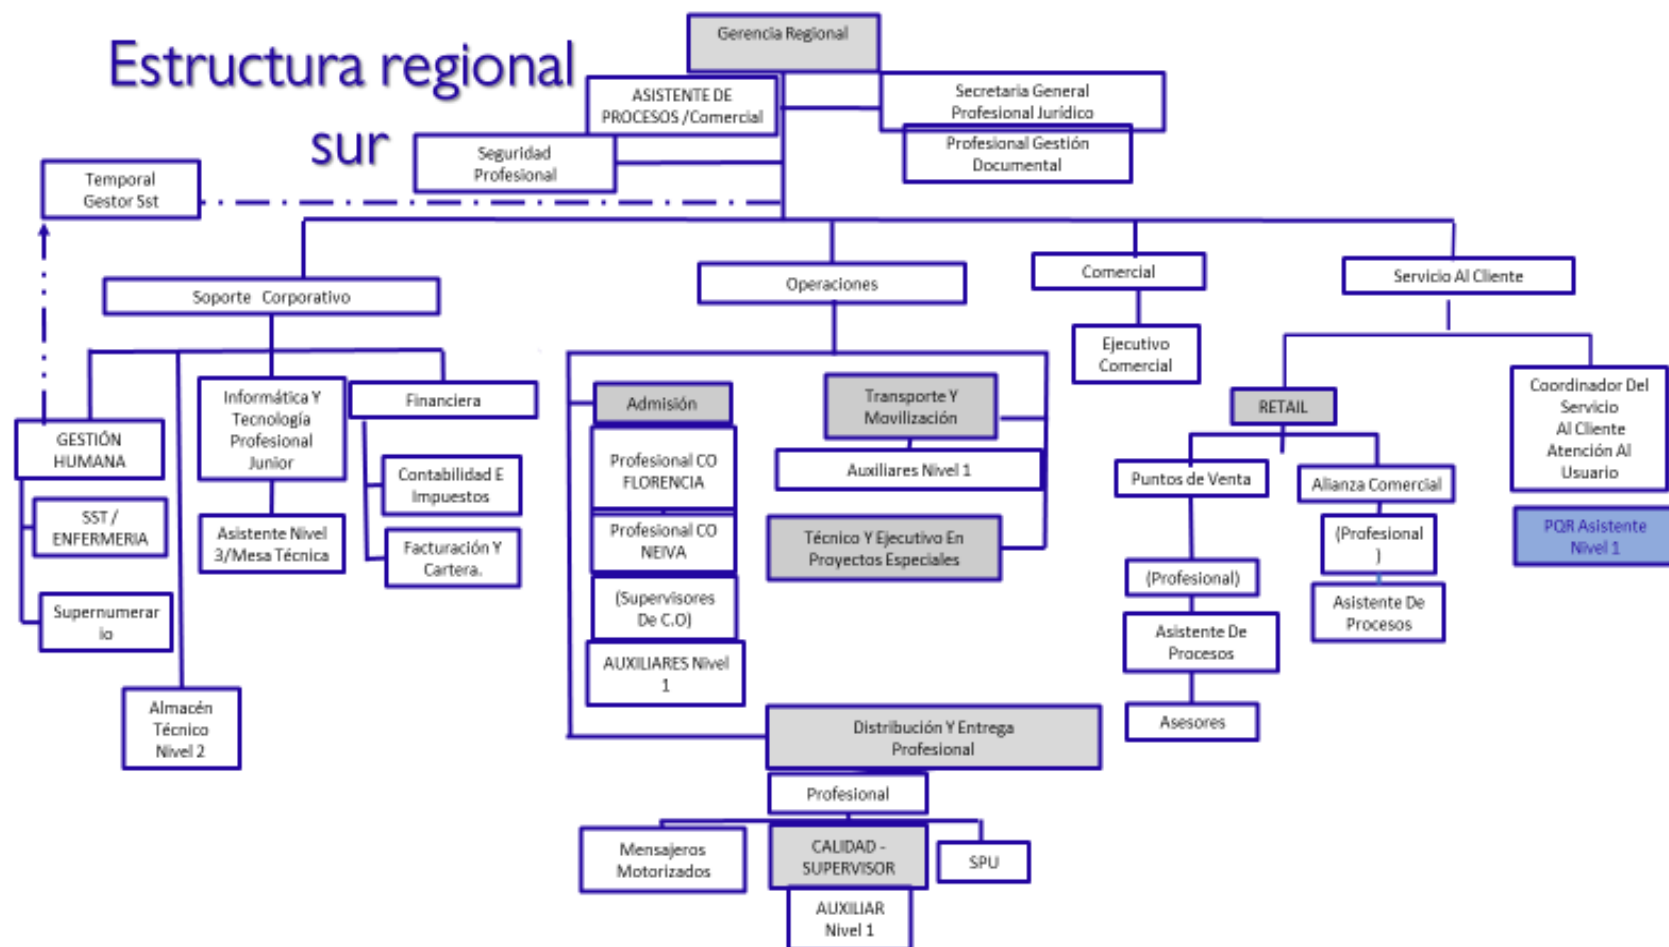 Estructura regional
sur
Gerencia Regional
ASISTENTE DE
PROCESOS /Comercial
Secretaria General
Profesional Jurídico
Profesional Gestión
Documental
Seguridad
Profesional
Temporal
Gestor Sst
Soporte Corporativo
Operaciones
Comercial
Servicio Al Cliente
Ejecutivo
Comercial
GESTIÓN
HUMANA
SST /
ENFERMERIA
Supernumerar
io
Almacén
Técnico
Nivel 2
Informática Y
Tecnología
Profesional
Junior
Asistente Nivel
3/Mesa Técnica
Financiera
Contabilidad E
Impuestos
Facturación Y
Cartera.
Admisión
Profesional CO
FLORENCIA
Profesional CO
NEIVA
(Supervisores
De C.O)
AUXILIARES Nivel
1
Transporte Y
Movilización
Auxiliares Nivel 1
Técnico Y Ejecutivo En
Proyectos Especiales
Distribución Y Entrega
Profesional
Profesional
Mensajeros
Motorizados
CALIDAD -
SUPERVISOR
SPU
AUXILIAR
Nivel 1
RETAIL
Puntos de Venta
(Profesional)
Asistente De
Procesos
Asesores
Alianza Comercial
(Profesional
)
Asistente De
Procesos
Coordinador Del
Servicio
Al Cliente
Atención Al
Usuario
PQR Asistente
Nivel 1